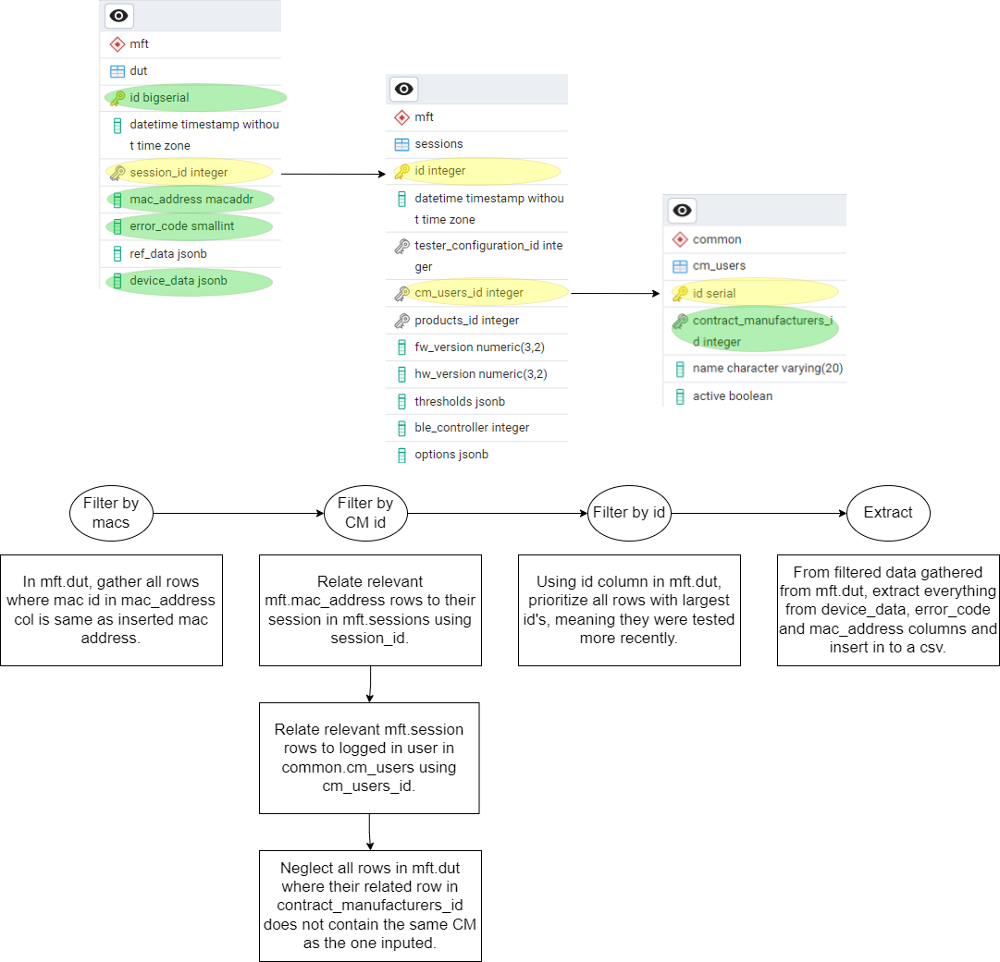 mft
dut
id bigserial
datetime timestamp withou
t time zone
session_id integer
mac_address macaddr
error_code smallint
ref_data jsonb
device_data jsonb
mft
sessions
id integer
datetime timestamp withou
t time zone
tester_configuration_id inte
ger
cm_users_id integer
products_id integer
fw_version numeric(3,2)
hw_version numeric(3,2)
thresholds jsonb
ble_controller integer
options jsonb
common
cm_users
id serial
contract_manufacturers_i
d integer
name character varying(20)
active boolean
Filter by
macs
Filter by
CM id
Filter by id
Extract
In mft.dut, gather all rows
where mac id in mac_address
col is same as inserted mac
address.
Relate relevant
mft.mac_address rows to their
session in mft.sessions using
session_id.
Using id column in mft.dut,
prioritize all rows with largest
id's, meaning they were tested
more recently.
From filtered data gathered
from mft.dut, extract everything
from device_data, error_code
and mac_address columns and
insert in to a csv.
Relate relevant mft.session
rows to logged in user in
common.cm_users using
cm_users_id.
Neglect all rows in mft.dut
where their related row in
contract_manufacturers_id
does not contain the same CM
as the one inputed.